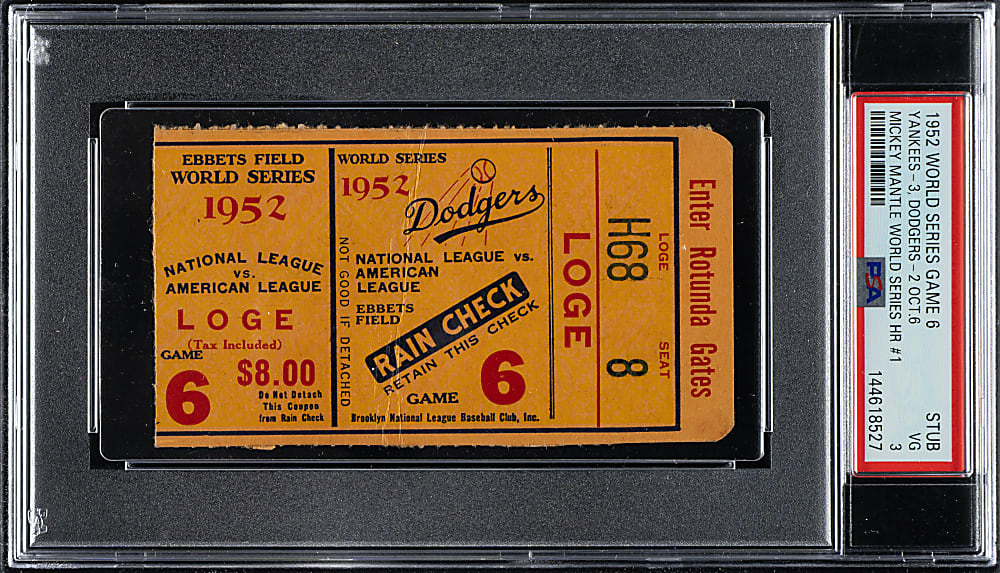 EBBETS FIELD
WORLD SERIES
1952
NATIONAL LEAGUE
VS.
AMERICAN LEAGUE
LOGE
(Tax Included)
GAME
6
$8.00
Do Not Detach
This Coupon
from Rain Check
WORLD SERIES
1952
Dodgers
NATIONAL LEAGUE VS.
AMERICAN
LEAGUE
EBBETS
FIELD
RAIN CHECK
RETAIN THIS CHECK
GAME
6
Brooklyn National League Baseball Club, Inc.
NOT GOOD IF DETACHED
LOGE
LOGE
H68
SEAT
8
Enter Rotunda Gates
1952 WORLD SERIES GAME 6
YANKEES - 3, DODGERS - 2 OCT.6
MICKEY MANTLE WORLD SERIES HR #1
STUB
VG
3
144618527
PSA